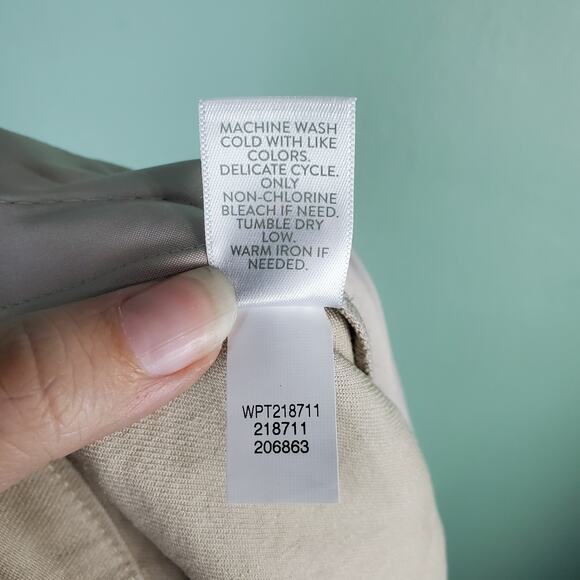 MACHINE WASH
COLD WITH LIKE
COLORS.
DELICATE CYCLE.
ONLY
NON-CHLORINE
BLEACH IF NEED.
TUMBLE DRY
LOW.
WARM IRON IF
NEEDED.
WPT218711
218711
206863